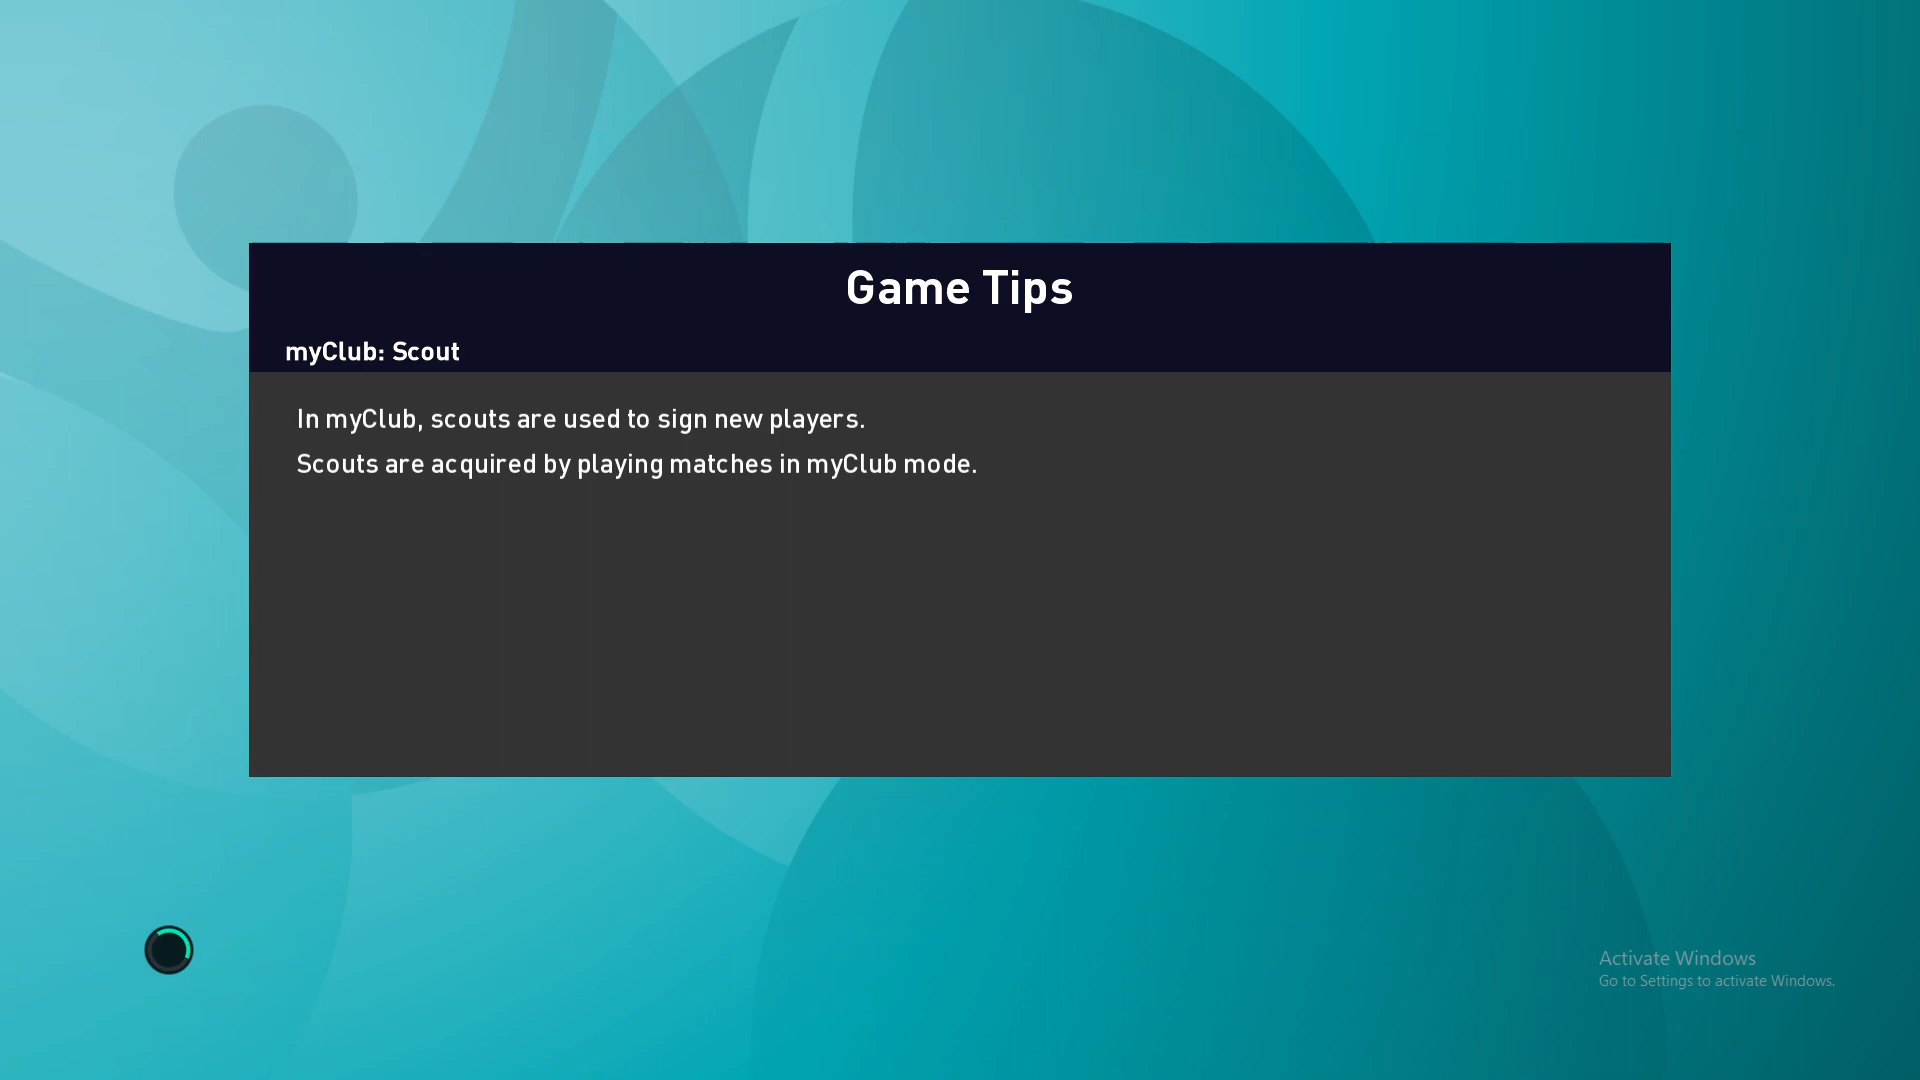 Game Tips
myClub: Scout
In myClub, scouts are used to sign new players.
Scouts are acquired by playing matches in myClub mode.
Activate Windows
Go to Settings to activate Windows.